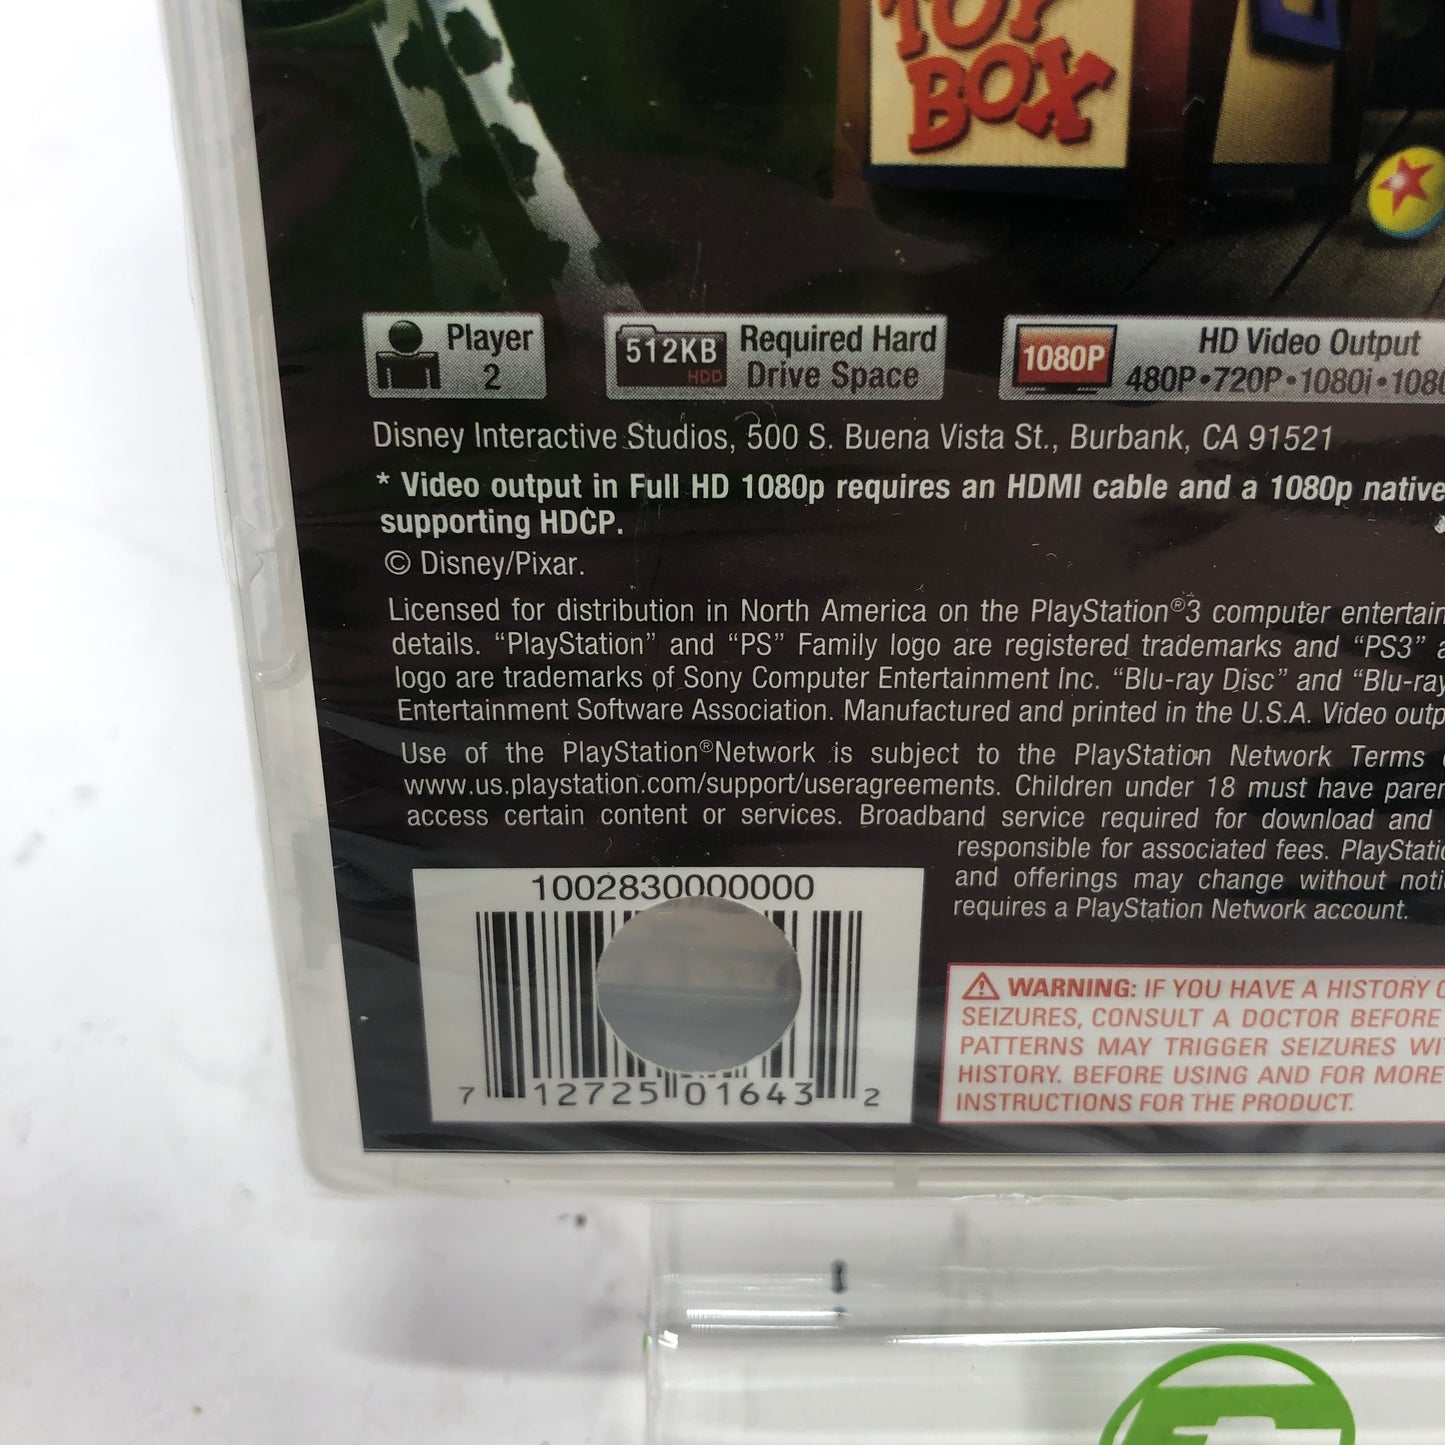 TOY
BOX
Player
2
512KB
HDD
Required Hard
Drive Space
1080P
HD Video Output
480P•720P•1080i•108
Disney Interactive Studios, 500 S. Buena Vista St., Burbank, CA 91521
* Video output in Full HD 1080p requires an HDMI cable and a 1080p native
supporting HDCP.
© Disney/Pixar.
Licensed for distribution in North America on the PlayStation®3 computer entertain
details. “PlayStation” and “PS” Family logo are registered trademarks and “PS3” a
logo are trademarks of Sony Computer Entertainment Inc. “Blu-ray Disc” and “Blu-ray
Entertainment Software Association. Manufactured and printed in the U.S.A. Video outp
Use of the PlayStation®Network is subject to the PlayStation Network Terms
www.us.playstation.com/support/useragreements. Children under 18 must have paren
access certain content or services. Broadband service required for download and
responsible for associated fees. PlayStatio
and offerings may change without noti
requires a PlayStation Network account.
1002830000000
7 12725 01643 2
WARNING: IF YOU HAVE A HISTORY O
SEIZURES, CONSULT A DOCTOR BEFORE
PATTERNS MAY TRIGGER SEIZURES WI
HISTORY. BEFORE USING AND FOR MORE
INSTRUCTIONS FOR THE PRODUCT.